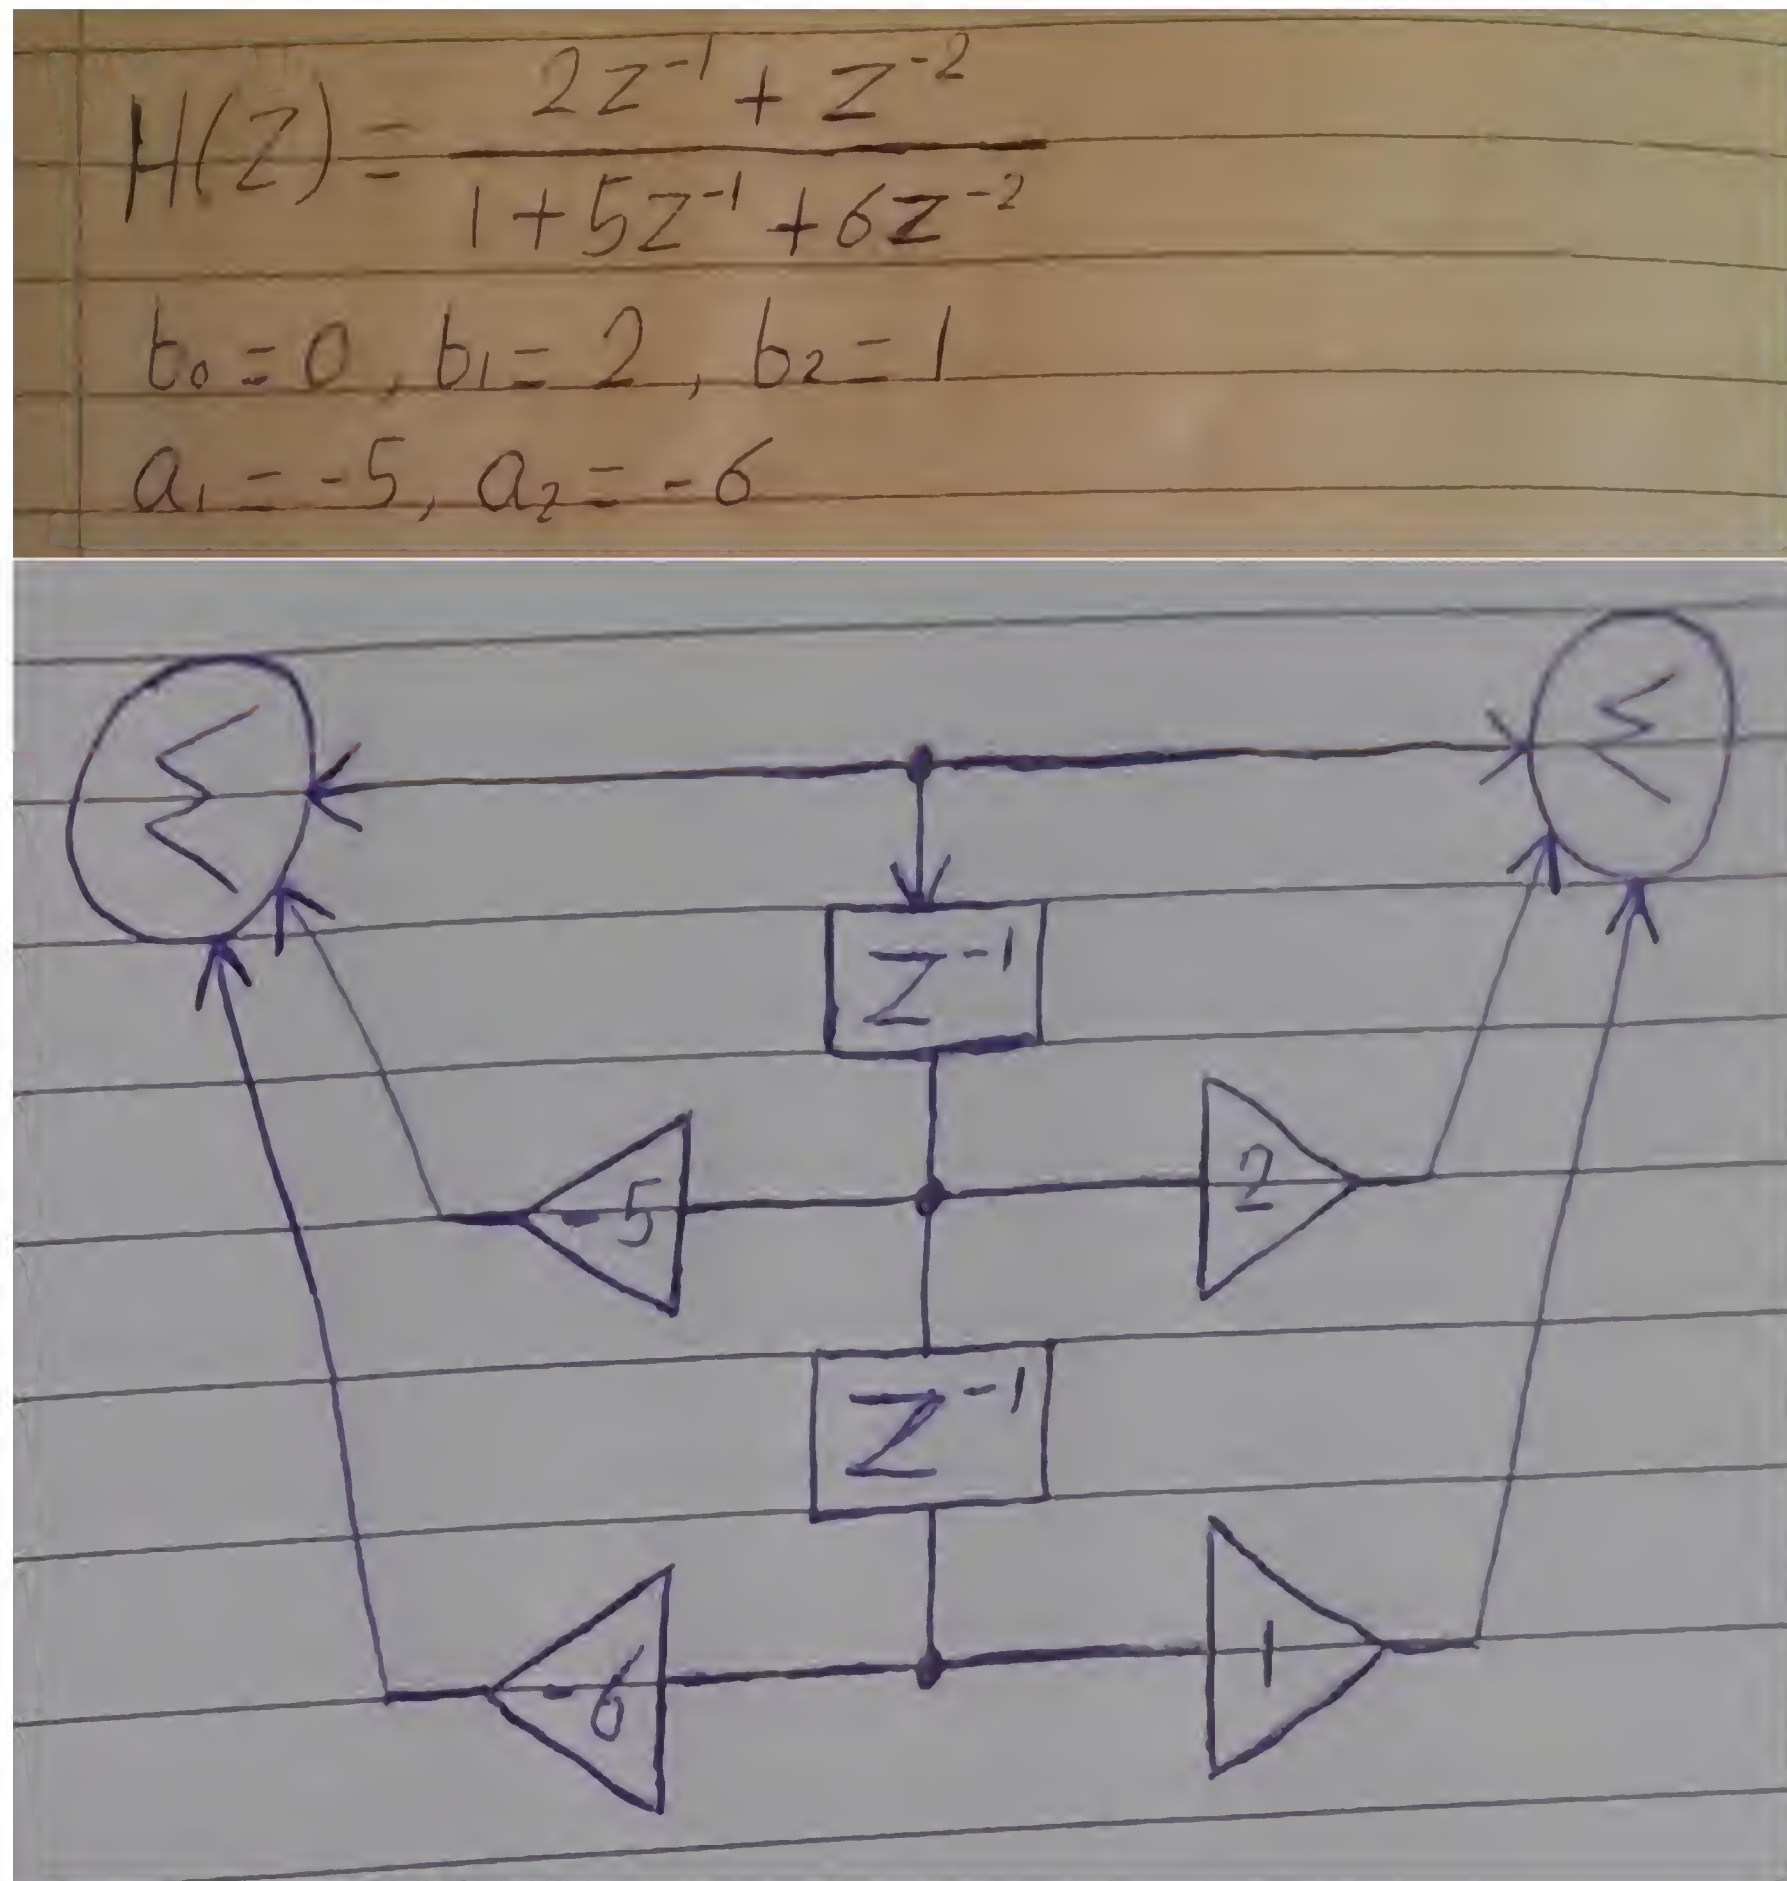 H(Z) = 2Z⁻¹ + Z⁻² / 1 + 5Z⁻¹ + 6Z⁻²
b₀ = 0, b₁ = 2, b₂ = 1
a₁ = -5, a₂ = -6
Σ Σ
Z⁻¹
-5 2
Z⁻¹
-6 1